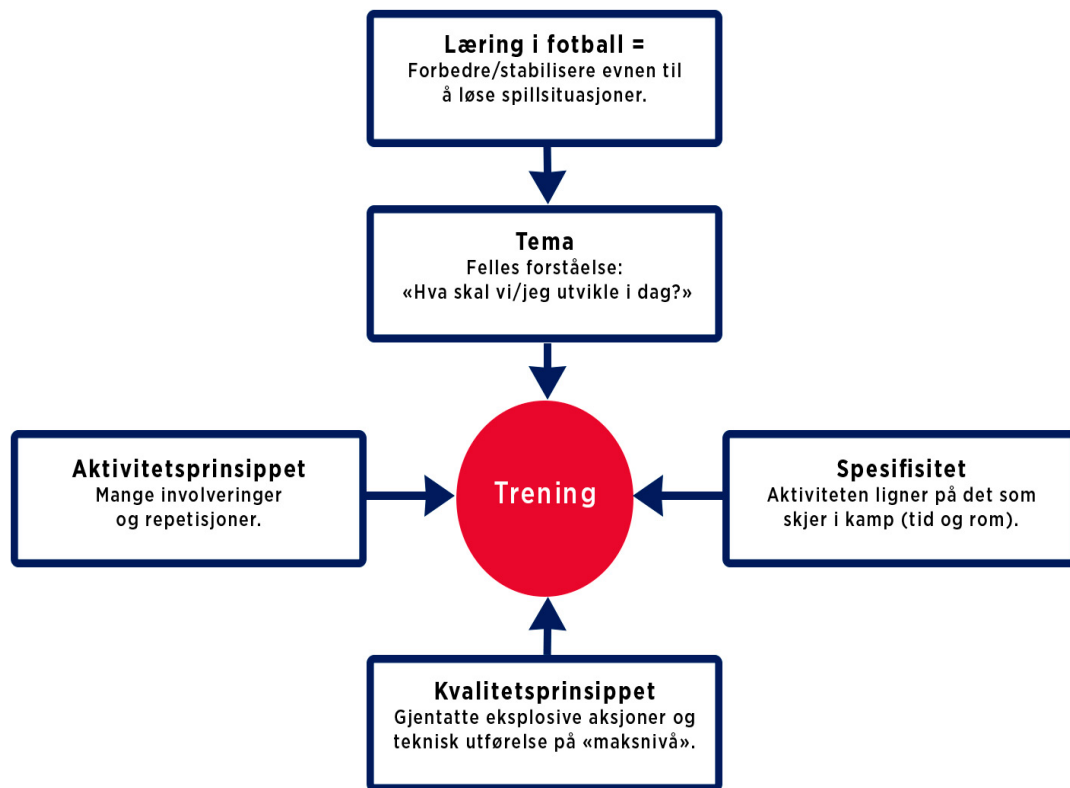 Læring i fotball =
Forbedre/stabilisere evnen til
å løse spillsituasjoner.
Tema
Felles forståelse:
«Hva skal vi/jeg utvikle i dag?»
Aktivitetsprinsippet
Mange involveringer
og repetisjoner.
Trening
Spesifisitet
Aktiviteten ligner på det som
skjer i kamp (tid og rom).
Kvalitetsprinsippet
Gjentatte eksplosive aksjoner og
teknisk utførelse på «maksnivå».